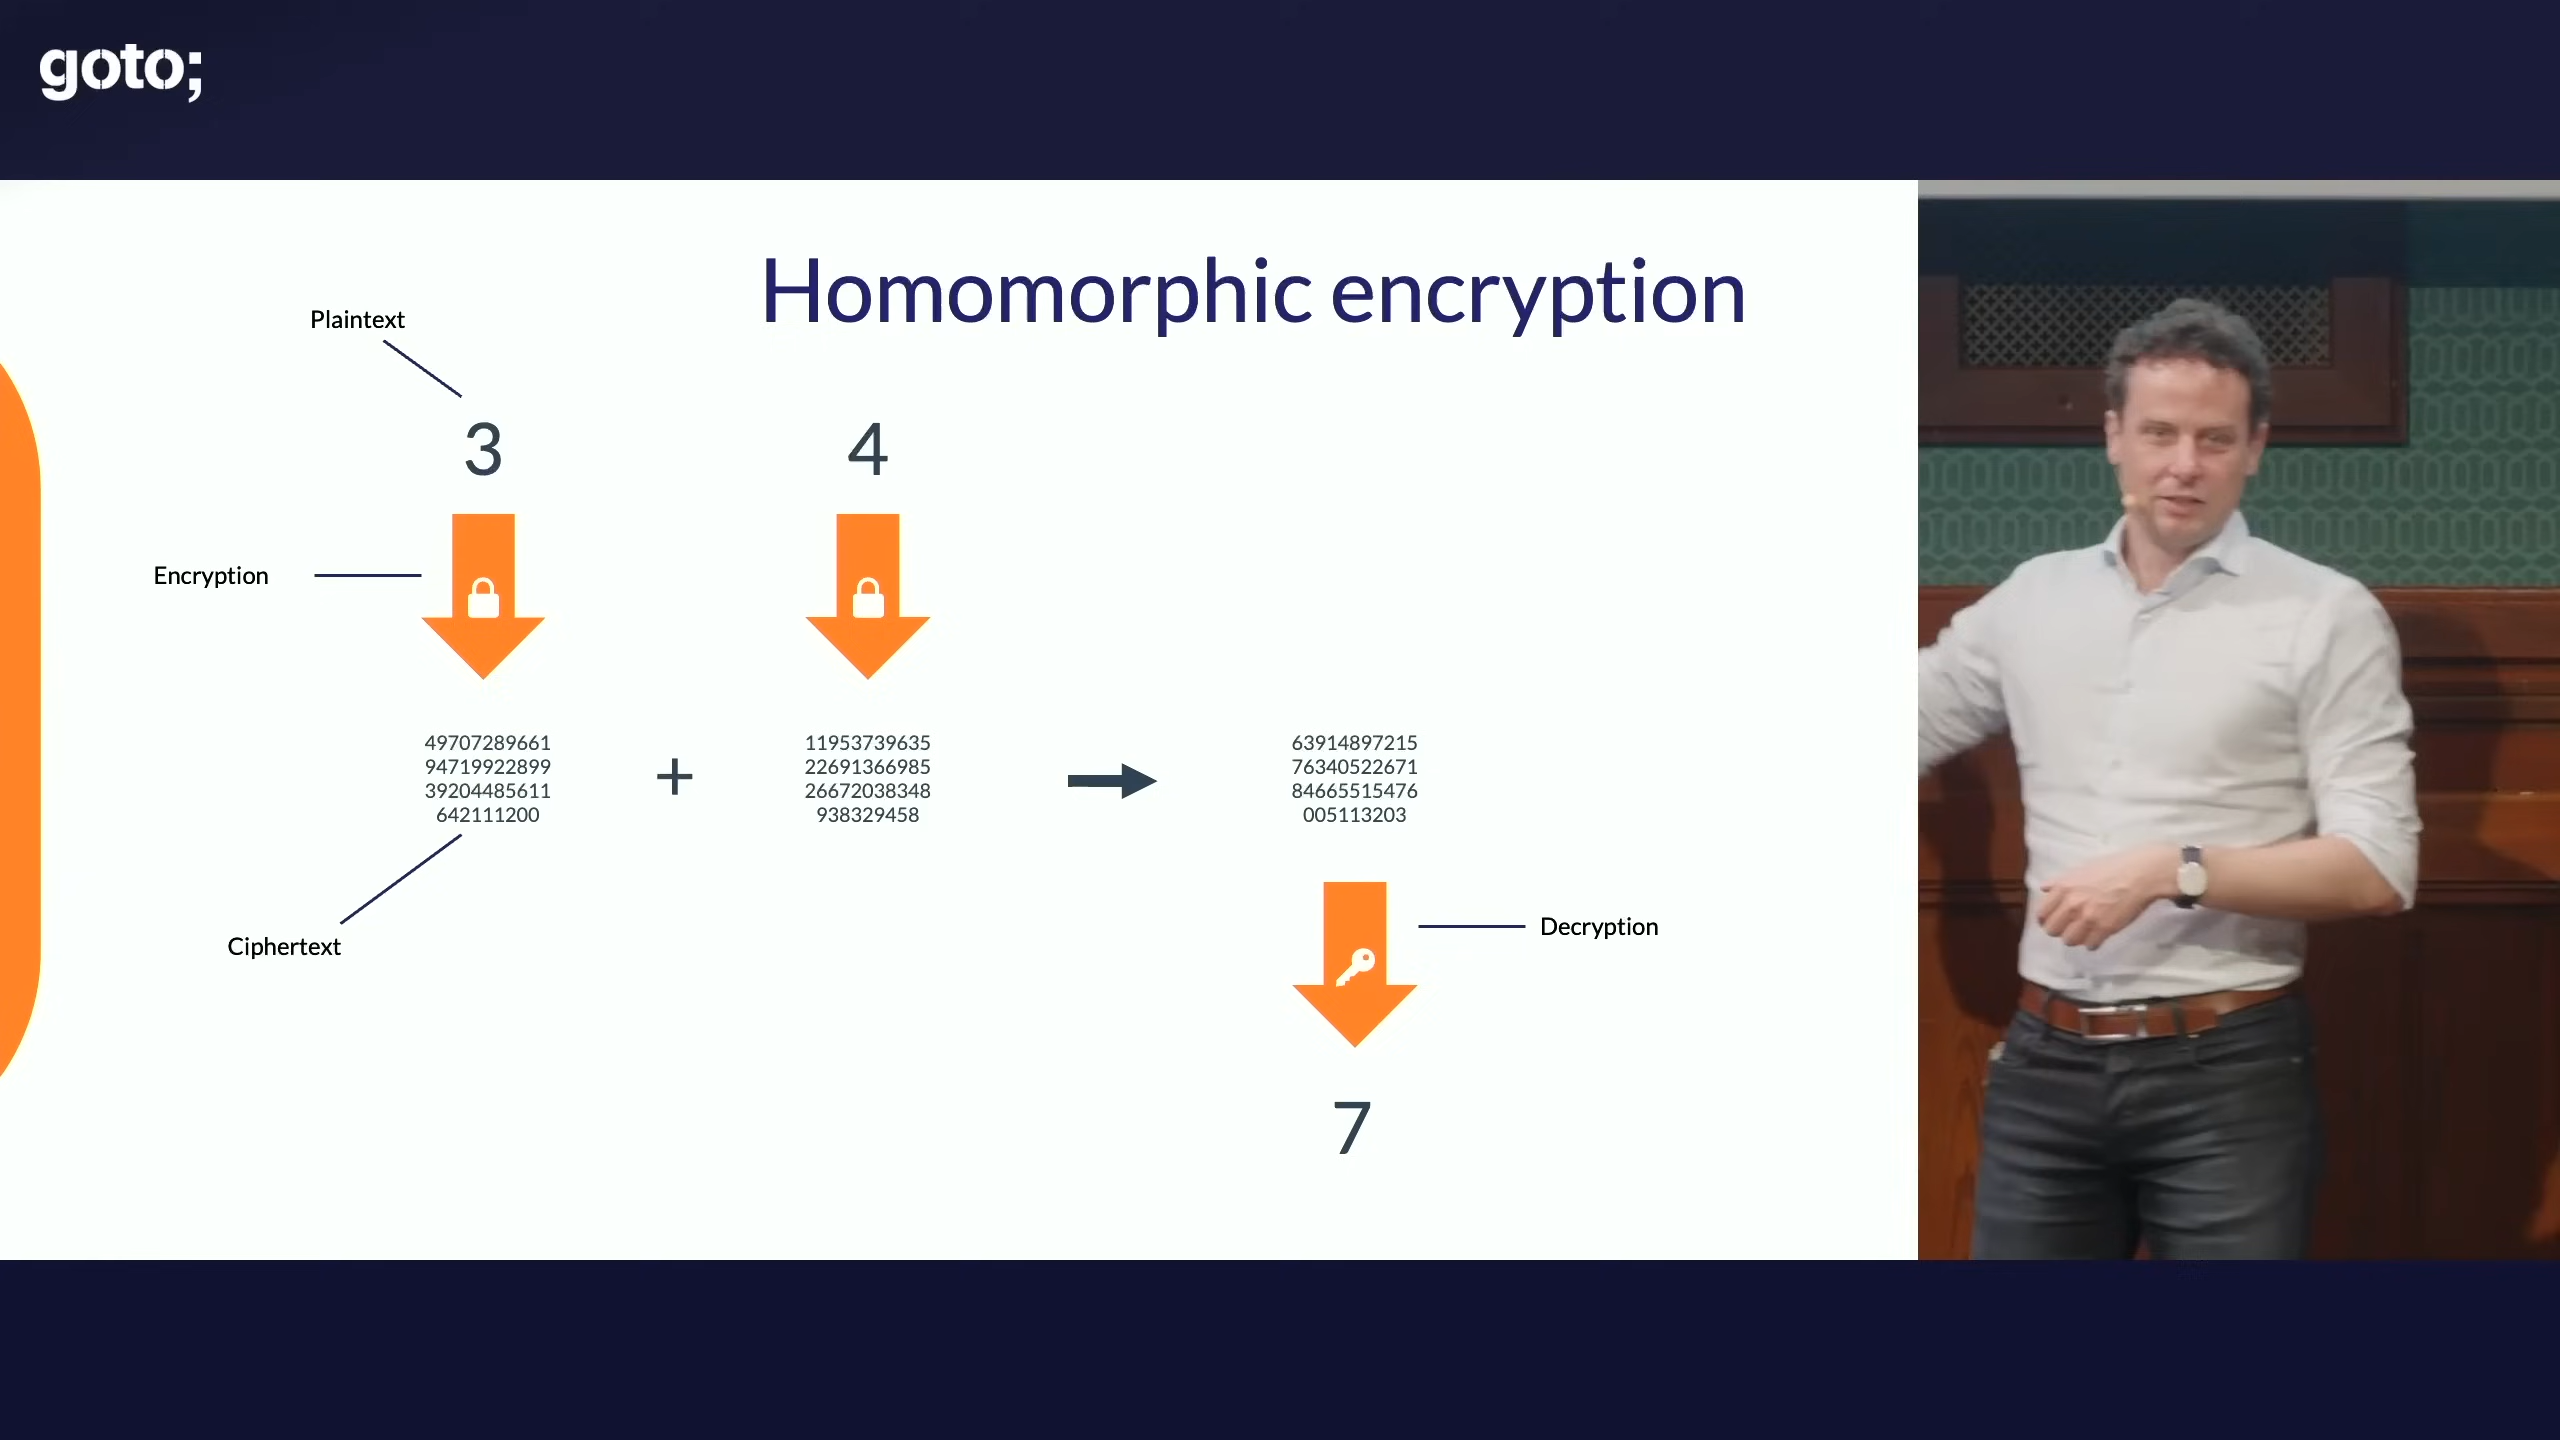 goto;
Homomorphic encryption
Plaintext
3
4
Encryption
49707289661
94719922899
39204485611
642111200
+
11953739635
22691366985
26672038348
938329458
63914897215
76340522671
84665515476
005113203
Ciphertext
Decryption
7